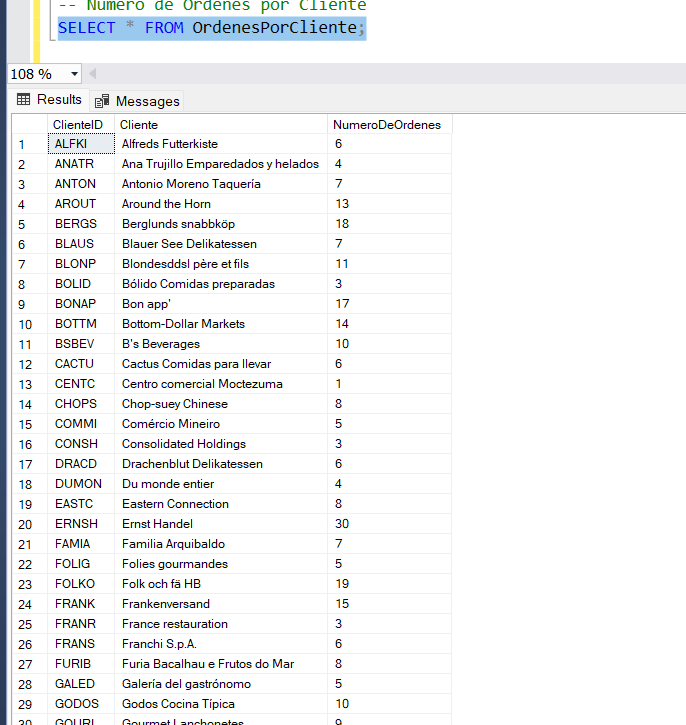 -- Numero de Ordenes por Cliente
SELECT * FROM OrdenesPorCliente;
108 %
Results Messages
ClienteID Cliente NumeroDeOrdenes
1 ALFKI Alfreds Futterkiste 6
2 ANATR Ana Trujillo Emparedados y helados 4
3 ANTON Antonio Moreno Taquería 7
4 AROUT Around the Horn 13
5 BERGS Berglunds snabbköp 18
6 BLAUS Blauer See Delikatessen 7
7 BLONP Blondesddsl père et fils 11
8 BOLID Bólido Comidas preparadas 3
9 BONAP Bon app' 17
10 BOTTM Bottom-Dollar Markets 14
11 BSBEV B's Beverages 10
12 CACTU Cactus Comidas para llevar 6
13 CENTC Centro comercial Moctezuma 1
14 CHOPS Chop-suey Chinese 8
15 COMMI Comércio Mineiro 5
16 CONSH Consolidated Holdings 3
17 DRACD Drachenblut Delikatessen 6
18 DUMON Du monde entier 4
19 EASTC Eastern Connection 8
20 ERNSH Ernst Handel 30
21 FAMIA Familia Arquibaldo 7
22 FOLIG Folies gourmandes 5
23 FOLKO Folk och fä HB 19
24 FRANK Frankenversand 15
25 FRANR France restauration 3
26 FRANS Franchi S.p.A. 6
27 FURIB Furia Bacalhau e Frutos do Mar 8
28 GALED Galería del gastrónomo 5
29 GODOS Godos Cocina Típica 10
30 GOURL Gourmet Lanchonetes 9